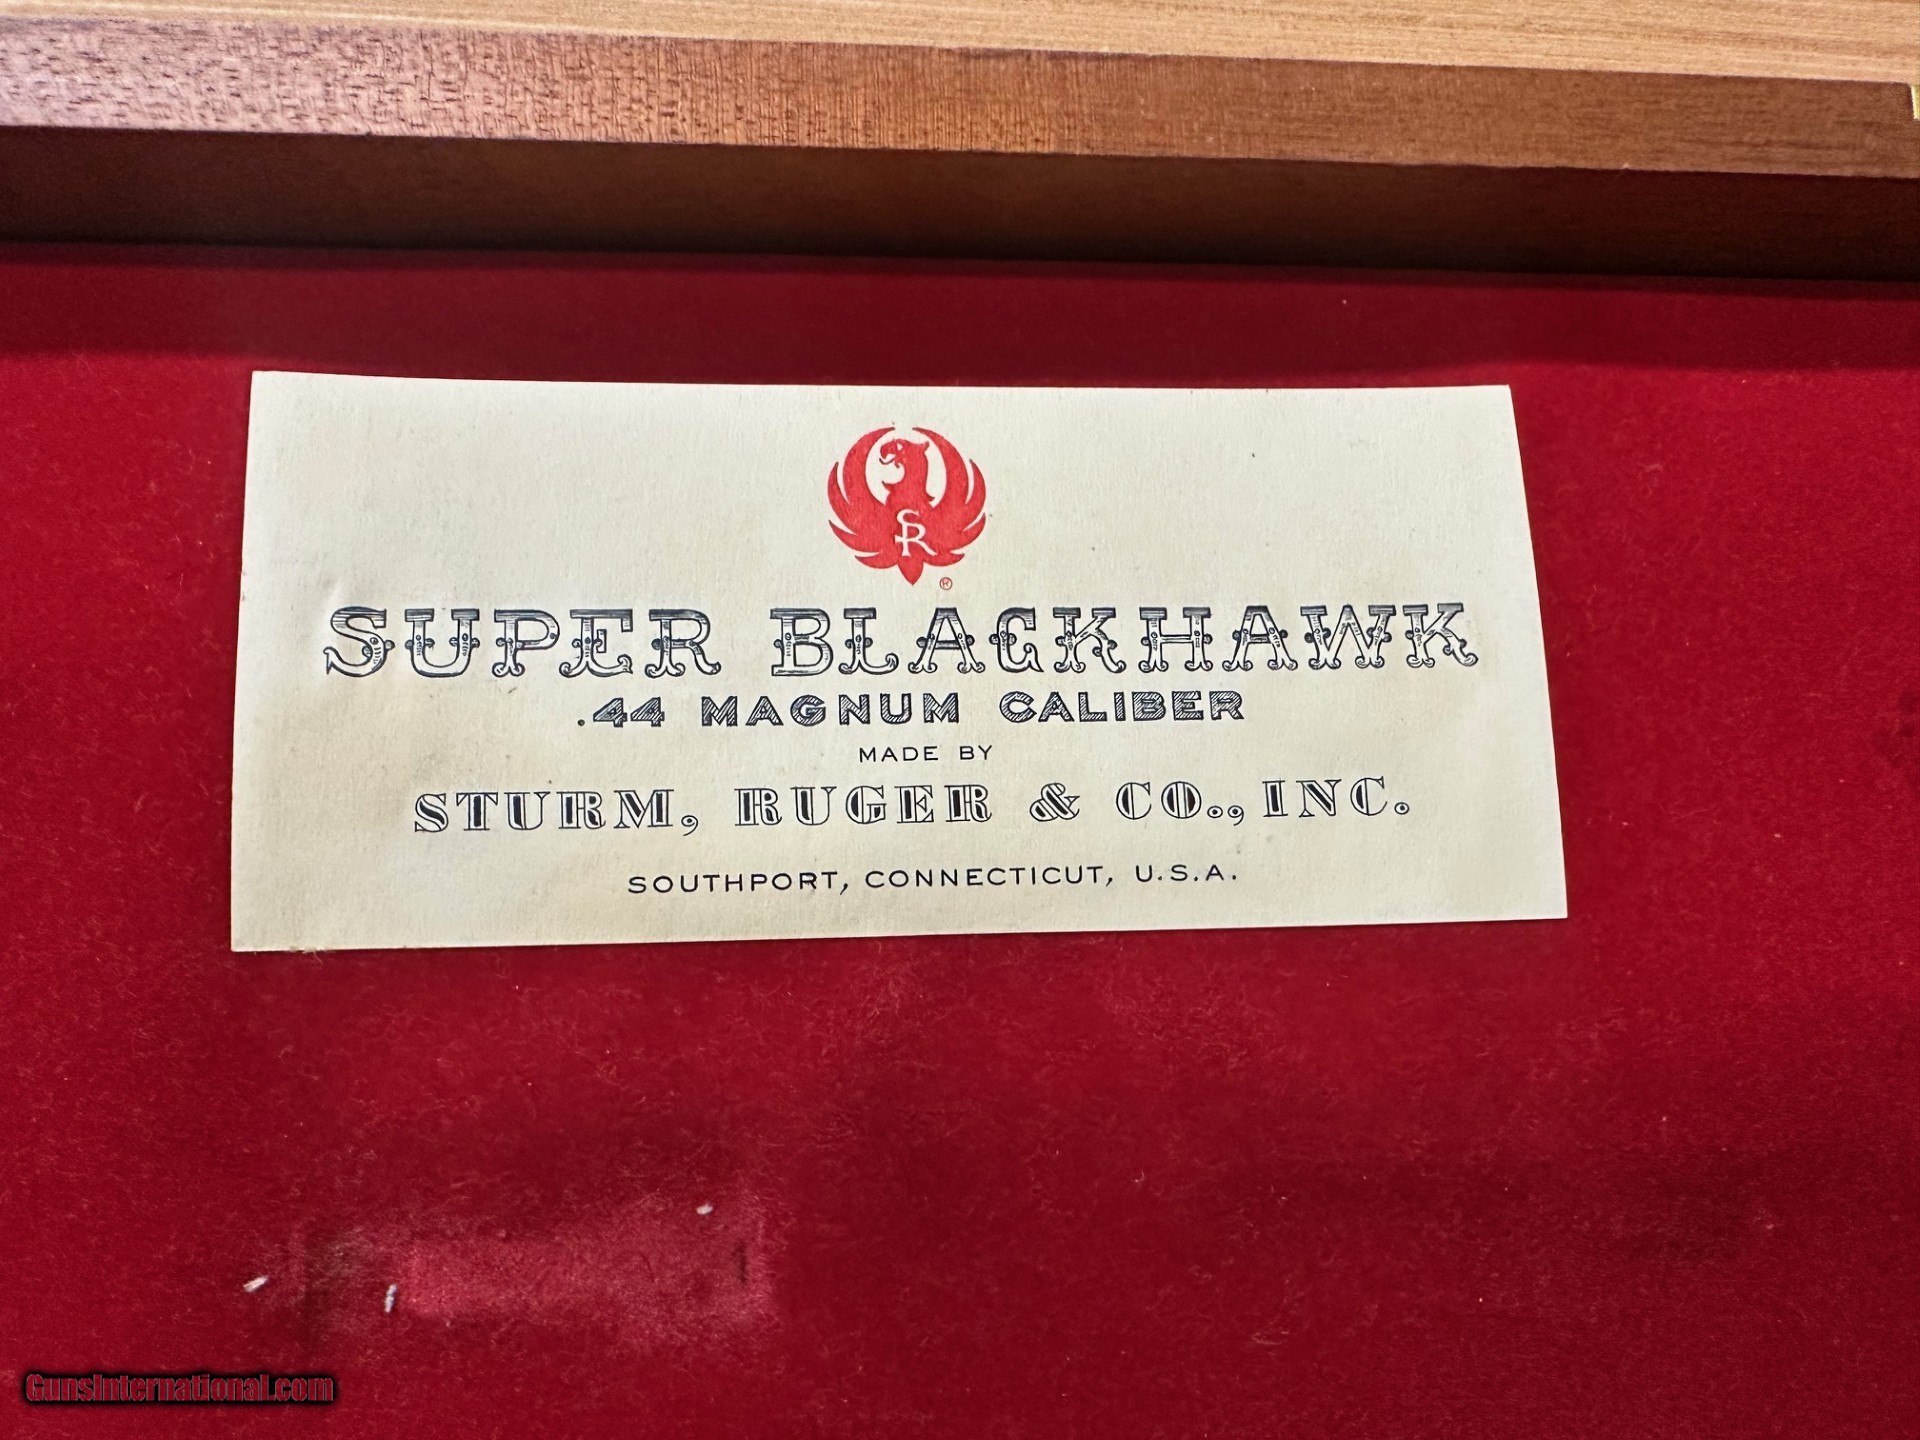 SR
®
SUPER BLACKHAWK
.44 MAGNUM CALIBER
MADE BY
STURM, RUGER & CO., INC.
SOUTHPORT, CONNECTICUT, U.S.A.
GunsInternational.com